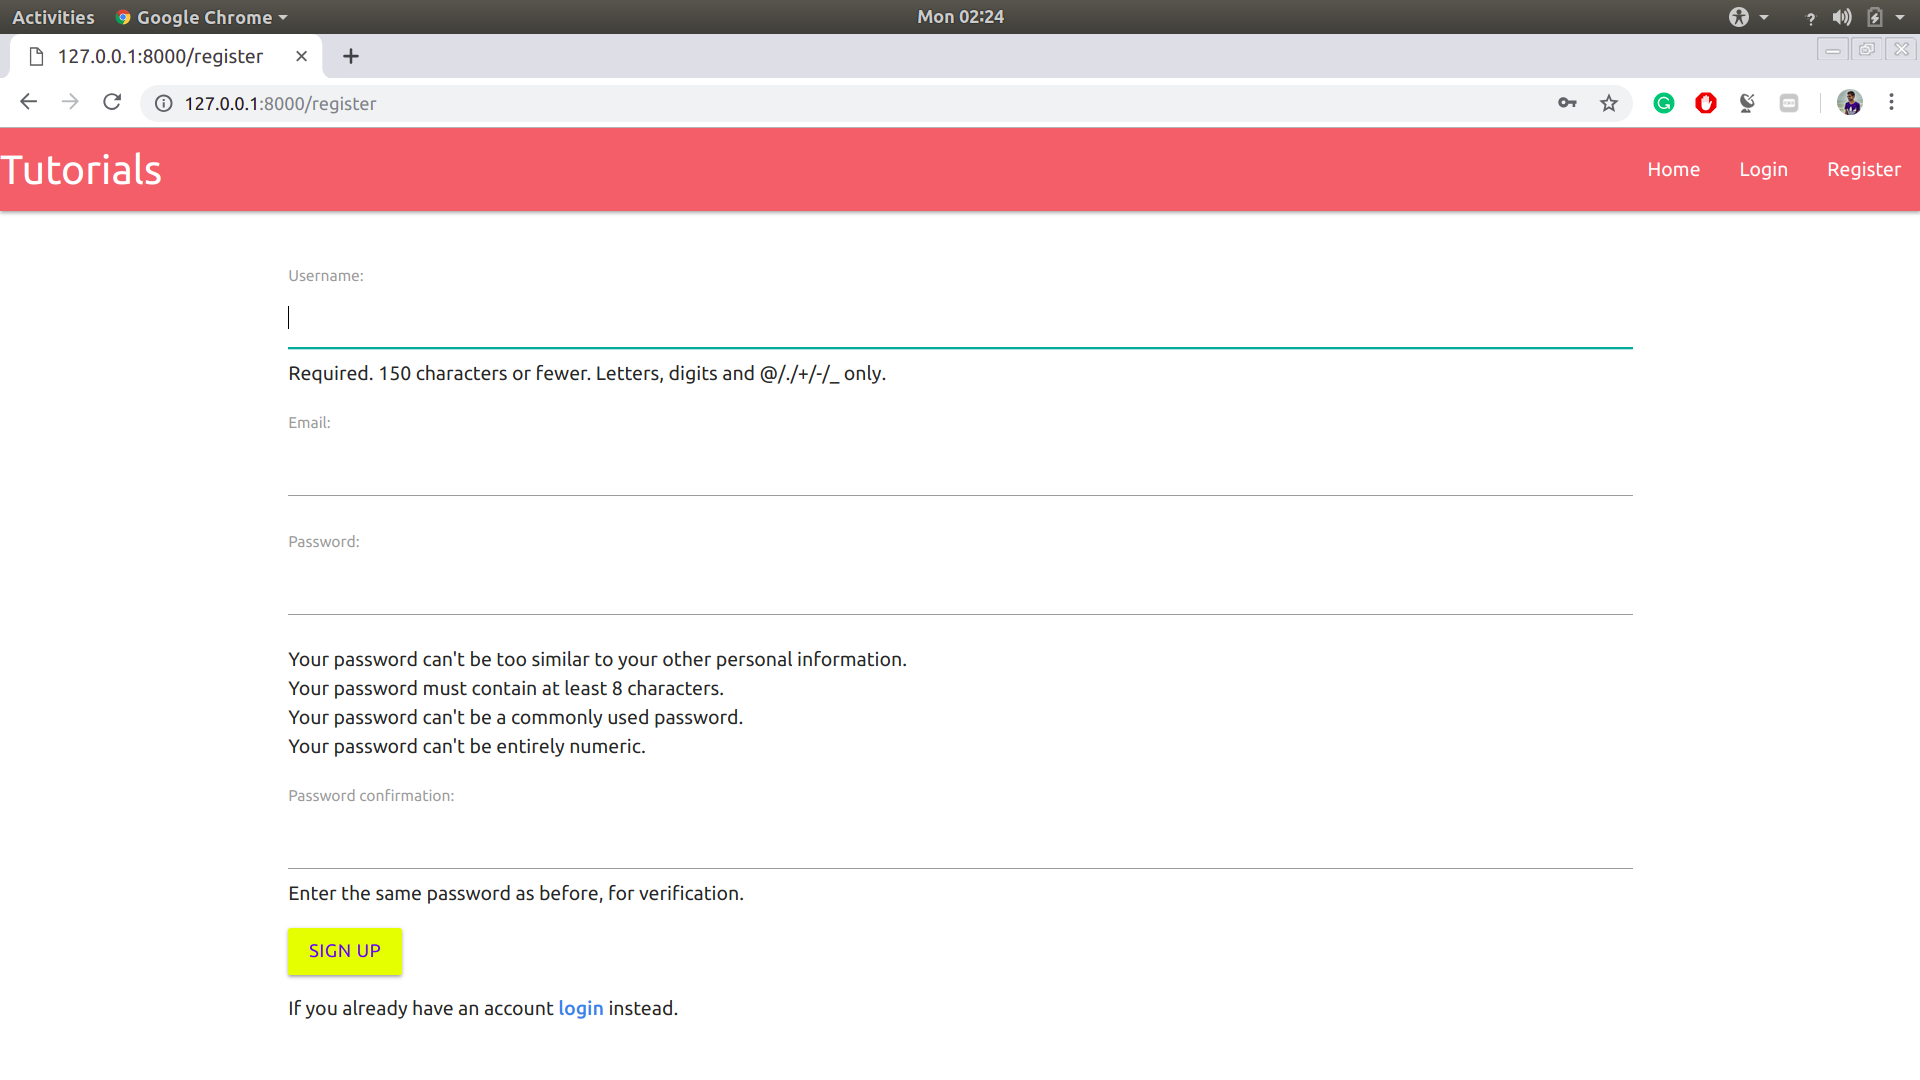 Activities Google Chrome Mon 02:24
127.0.0.1:8000/register
127.0.0.1:8000/register
Tutorials Home Login Register
Username:
Required. 150 characters or fewer. Letters, digits and @/./+/-/_ only.
Email:
Password:
Your password can't be too similar to your other personal information.
Your password must contain at least 8 characters.
Your password can't be a commonly used password.
Your password can't be entirely numeric.
Password confirmation:
Enter the same password as before, for verification.
SIGN UP
If you already have an account login instead.